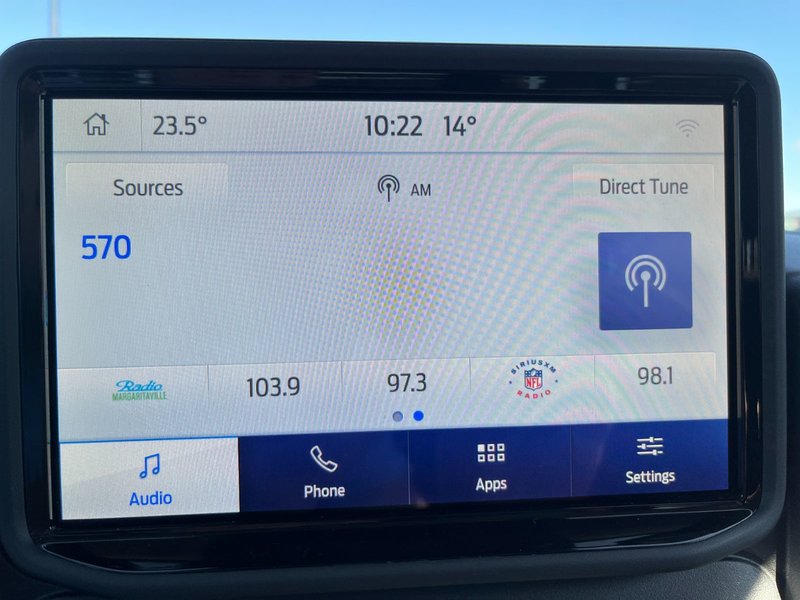 23.5° 10:22 14°
Sources AM Direct Tune
570
Radio MARGARITAVILLE 103.9 97.3 SIRIUSXM NFL RADIO 98.1
Audio Phone Apps Settings